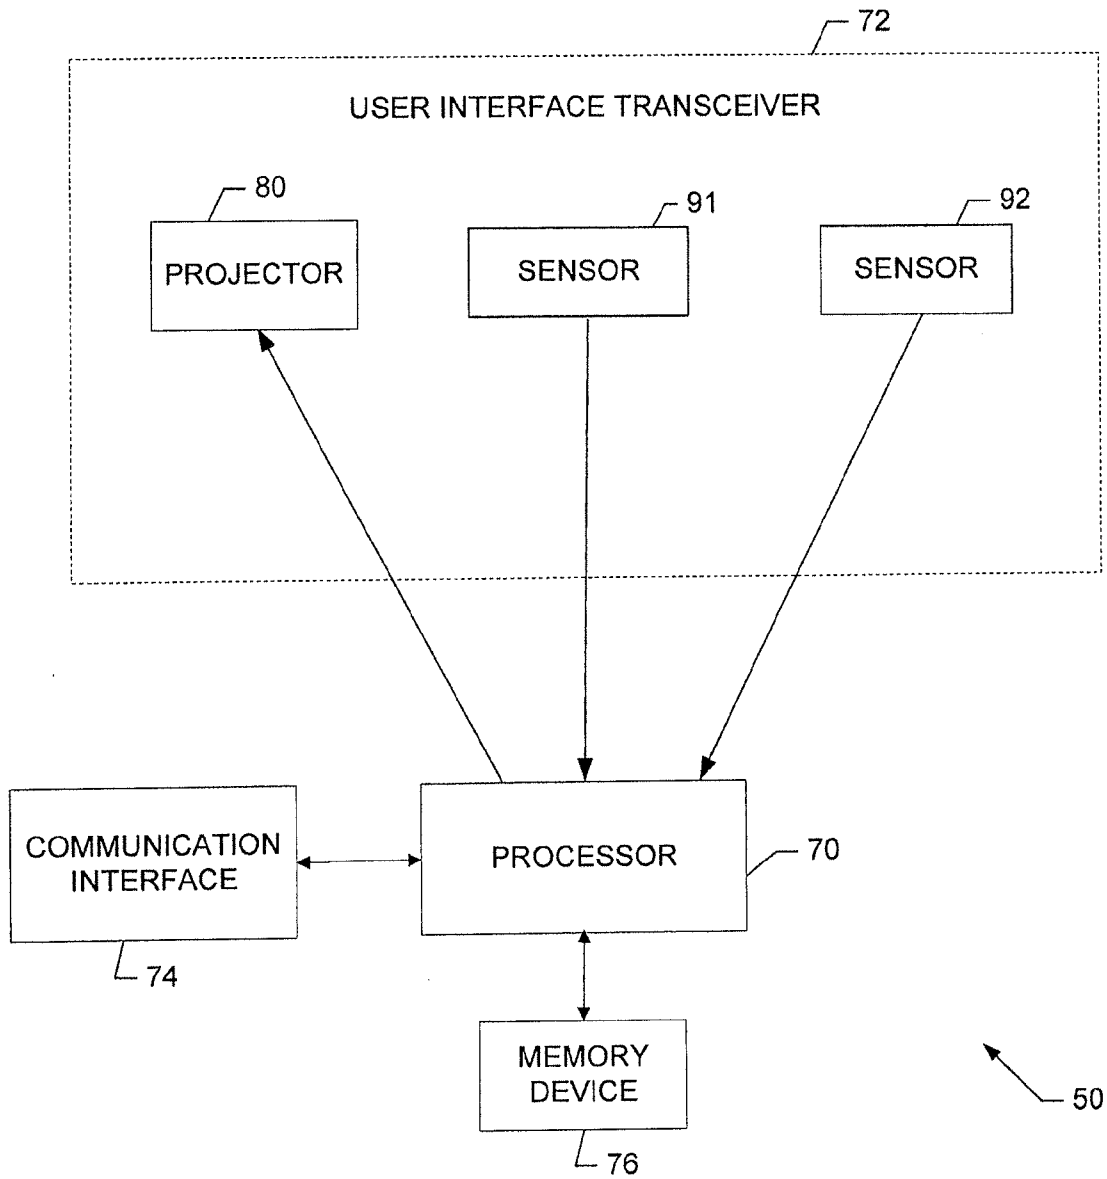 72
USER INTERFACE TRANSCEIVER
80
91
92
PROJECTOR
SENSOR
SENSOR
COMMUNICATION
INTERFACE
PROCESSOR
70
74
MEMORY
DEVICE
50
76